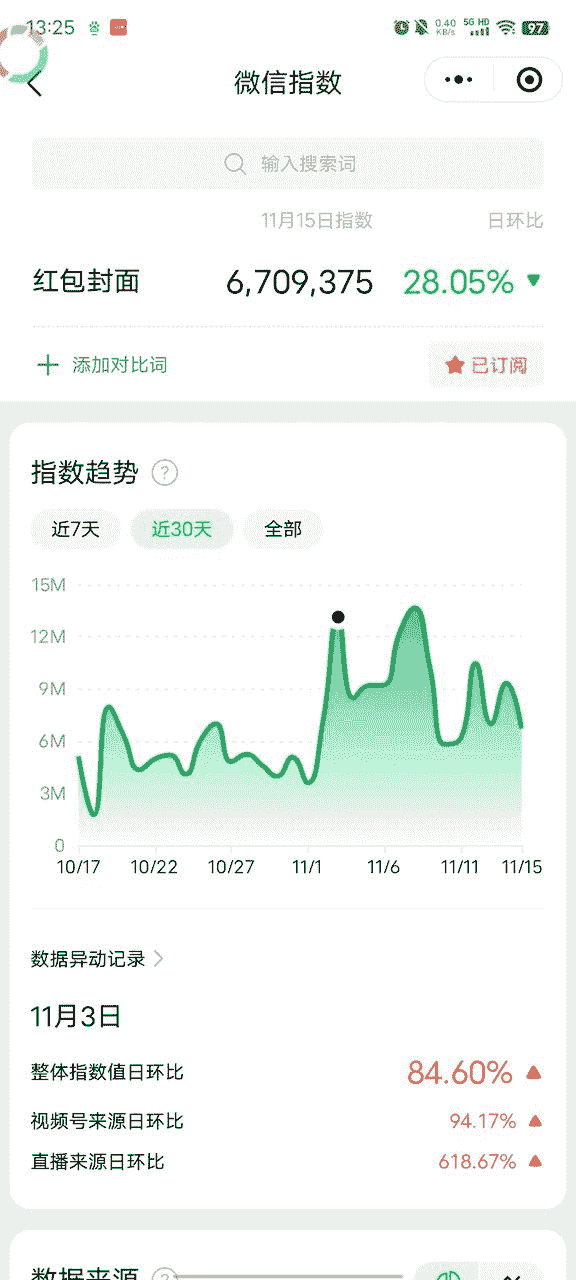 13:25 0.40 KB/s 5G HD 97
微信指数
输入搜索词
11月15日指数 日环比
红包封面 6,709,375 28.05%
添加对比词 已订阅
指数趋势 ?
近7天 近30天 全部
15M
12M
9M
6M
3M
0
10/17 10/22 10/27 11/1 11/6 11/11 11/15
数据异动记录
11月3日
整体指数值日环比 84.60%
视频号来源日环比 94.17%
直播来源日环比 618.67%
数据来源 ?